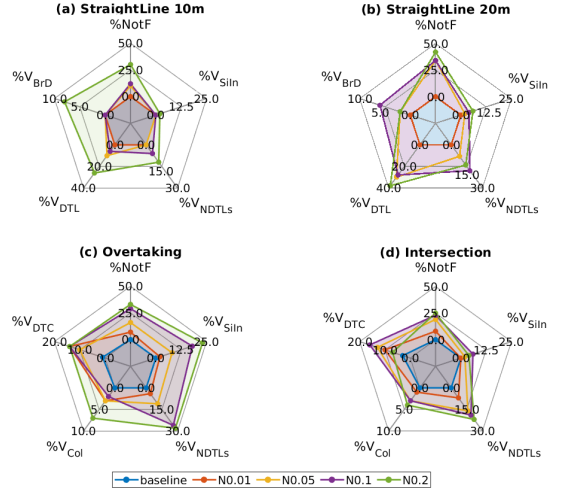 (a) StraightLine 10m
%NotF
50.0
25.0
%V_BrD
%V_SiIn
10.0
5.0
0.0
0.0
0.0
12.5
25.0
0.0
0.0
20.0
15.0
40.0
30.0
%V_DTL
%V_NDTLs
(b) StraightLine 20m
%NotF
50.0
25.0
%V_BrD
%V_SiIn
10.0
5.0
0.0
0.0
0.0
12.5
25.0
0.0
0.0
20.0
15.0
40.0
30.0
%V_DTL
%V_NDTLs
(c) Overtaking
%NotF
50.0
25.0
%V_DTC
%V_SiIn
20.0
10.0
0.0
0.0
0.0
12.5
25.0
0.0
0.0
5.0
15.0
10.0
30.0
%V_Col
%V_NDTLs
(d) Intersection
%NotF
50.0
25.0
%V_DTC
%V_SiIn
20.0
10.0
0.0
0.0
0.0
12.5
25.0
0.0
0.0
5.0
15.0
10.0
30.0
%V_Col
%V_NDTLs
baseline N0.01 N0.05 N0.1 N0.2